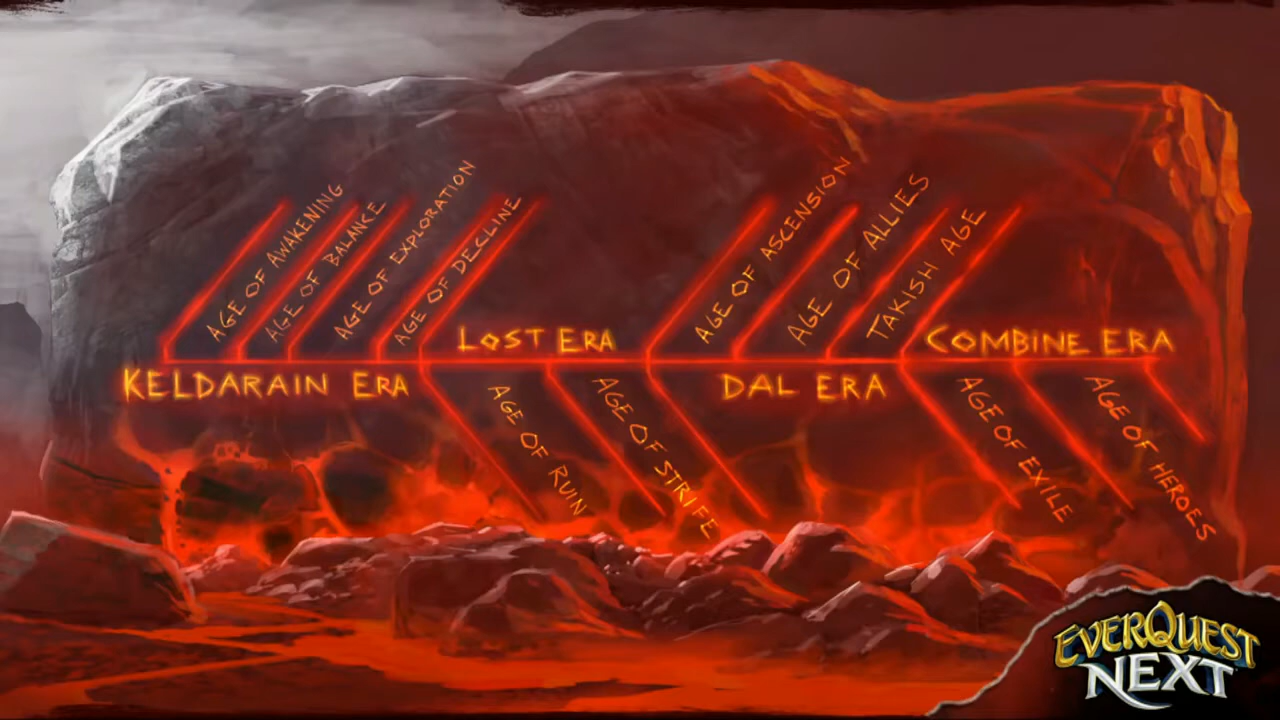 AGE OF AWAKENING
AGE OF BALANCE
AGE OF EXPLORATION
AGE OF DECLINE
AGE OF ASCENSION
AGE OF ALLIES
TAKISH AGE
LOST ERA
COMBINE ERA
KELDARAIN ERA
DAL ERA
AGE OF RUIN
AGE OF STRIFE
AGE OF EXILE
AGE OF HEROES
EVERQUEST
NEXT